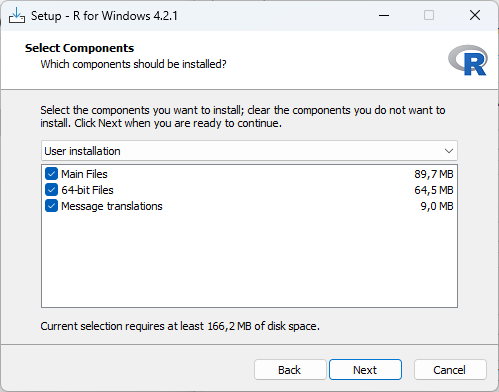 Setup - R for Windows 4.2.1
Select Components
Which components should be installed?
R
Select the components you want to install; clear the components you do not want to
install. Click Next when you are ready to continue.
User installation
Main Files 89,7 MB
64-bit Files 64,5 MB
Message translations 9,0 MB
Current selection requires at least 166,2 MB of disk space.
Back Next Cancel